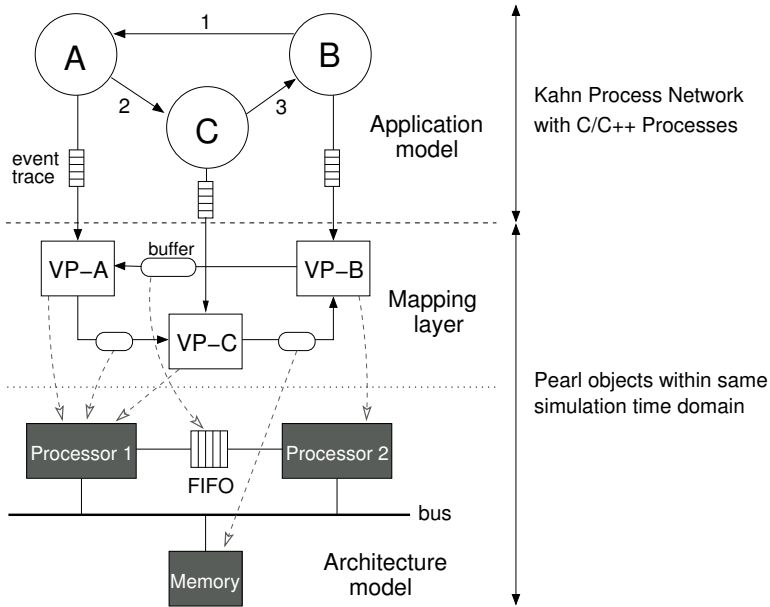 1
A
B
2
3
C
Kahn Process Network
with C/C++ Processes
Application
model
event
trace
buffer
VP−A
VP−B
Mapping
layer
VP−C
Pearl objects within same
simulation time domain
Processor 1
Processor 2
FIFO
bus
Memory
Architecture
model